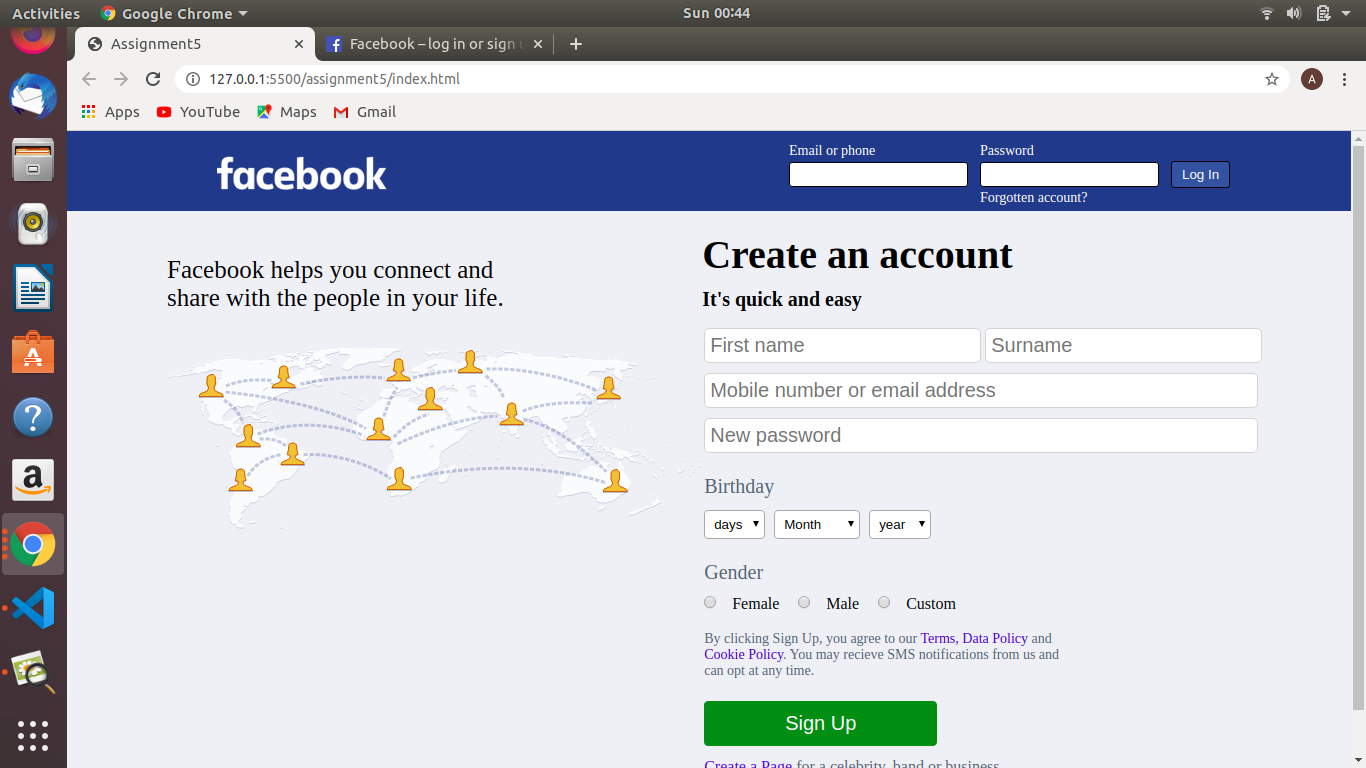 Activities Google Chrome Sun 00:44
Assignment5 Facebook – log in or sign u
127.0.0.1:5500/assignment5/index.html A
Apps YouTube Maps Gmail
facebook
Email or phone Password
Log In
Forgotten account?
Facebook helps you connect and
share with the people in your life.
Create an account
It's quick and easy
First name Surname
Mobile number or email address
New password
Birthday
days Month year
Gender
Female Male Custom
By clicking Sign Up, you agree to our Terms, Data Policy and
Cookie Policy. You may recieve SMS notifications from us and
can opt at any time.
Sign Up
Create a Page for a celebrity, band or business